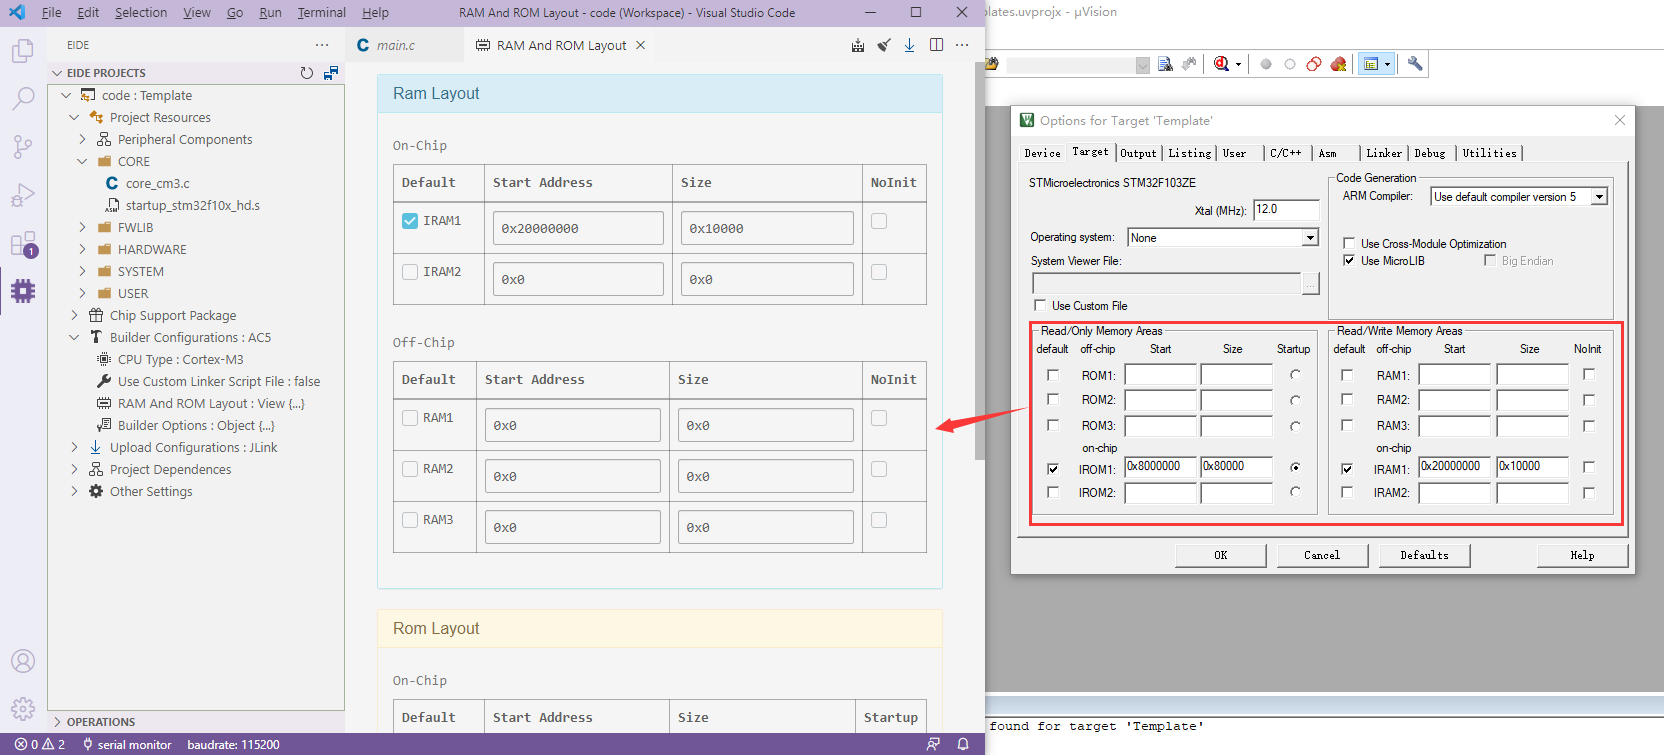 File Edit Selection View Go Run Terminal Help
RAM And ROM Layout - code (Workspace) - Visual Studio Code
EIDE
main.c
RAM And ROM Layout
EIDE PROJECTS
code : Template
Project Resources
Peripheral Components
CORE
core_cm3.c
startup_stm32f10x_hd.s
FWLIB
HARDWARE
SYSTEM
USER
Chip Support Package
Builder Configurations : AC5
CPU Type : Cortex-M3
Use Custom Linker Script File : false
RAM And ROM Layout : View {...}
Builder Options : Object {...}
Upload Configurations : JLink
Project Dependences
Other Settings
OPERATIONS
1
0 2 serial monitor baudrate: 115200
Ram Layout
On-Chip
Default Start Address Size NoInit
IRAM1 0x20000000 0x10000
IRAM2 0x0 0x0
Off-Chip
Default Start Address Size NoInit
RAM1 0x0 0x0
RAM2 0x0 0x0
RAM3 0x0 0x0
Rom Layout
On-Chip
Default Start Address Size Startup
plates.uvprojx - µVision
Options for Target 'Template'
Device Target Output Listing User C/C++ Asm Linker Debug Utilities
STMicroelectronics STM32F103ZE
Xtal (MHz): 12.0
Operating system: None
System Viewer File:
...
Use Custom File
Code Generation
ARM Compiler: Use default compiler version 5
Use Cross-Module Optimization
Use MicroLIB Big Endian
Read/Only Memory Areas
default off-chip Start Size Startup
ROM1:
ROM2:
ROM3:
on-chip
IROM1: 0x8000000 0x80000
IROM2:
Read/Write Memory Areas
default off-chip Start Size NoInit
RAM1:
RAM2:
RAM3:
on-chip
IRAM1: 0x20000000 0x10000
IRAM2:
OK Cancel Defaults Help
found for target 'Template'